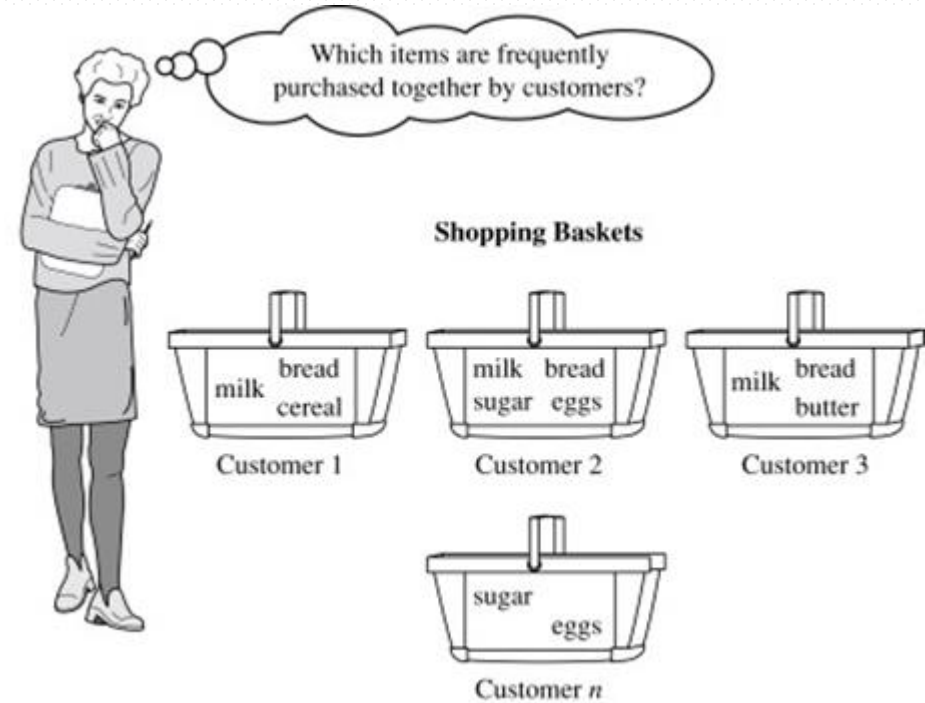 Which items are frequently
purchased together by customers?
Shopping Baskets
milk bread
cereal
Customer 1
milk bread
sugar eggs
Customer 2
milk bread
butter
Customer 3
sugar
eggs
Customer n